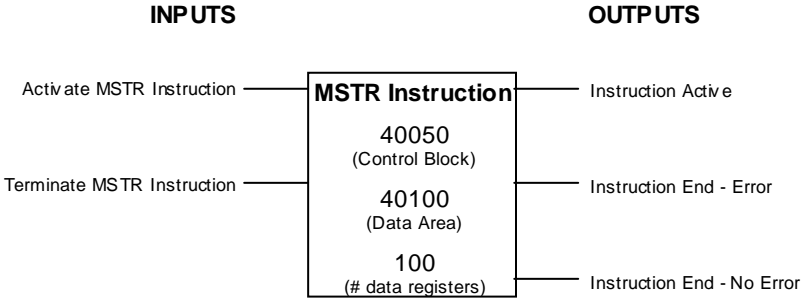 INPUTS
OUTPUTS
Activate MSTR Instruction
MSTR Instruction
Instruction Active
40050
(Control Block)
Terminate MSTR Instruction
Instruction End - Error
40100
(Data Area)
100
(# data registers)
Instruction End - No Error